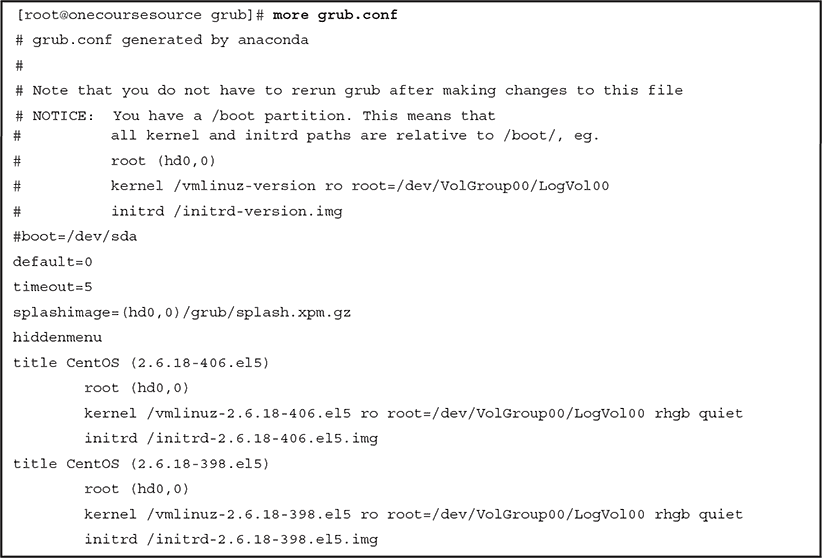 [root@onecoursesource grub]# more grub.conf
# grub.conf generated by anaconda
#
# Note that you do not have to rerun grub after making changes to this file
# NOTICE:  You have a /boot partition. This means that
#          all kernel and initrd paths are relative to /boot/, eg.
#          root (hd0,0)
#          kernel /vmlinuz-version ro root=/dev/VolGroup00/LogVol00
#          initrd /initrd-version.img
#boot=/dev/sda
default=0
timeout=5
splashimage=(hd0,0)/grub/splash.xpm.gz
hiddenmenu
title CentOS (2.6.18-406.el5)
        root (hd0,0)
        kernel /vmlinuz-2.6.18-406.el5 ro root=/dev/VolGroup00/LogVol00 rhgb quiet
        initrd /initrd-2.6.18-406.el5.img
title CentOS (2.6.18-398.el5)
        root (hd0,0)
        kernel /vmlinuz-2.6.18-398.el5 ro root=/dev/VolGroup00/LogVol00 rhgb quiet
        initrd /initrd-2.6.18-398.el5.img